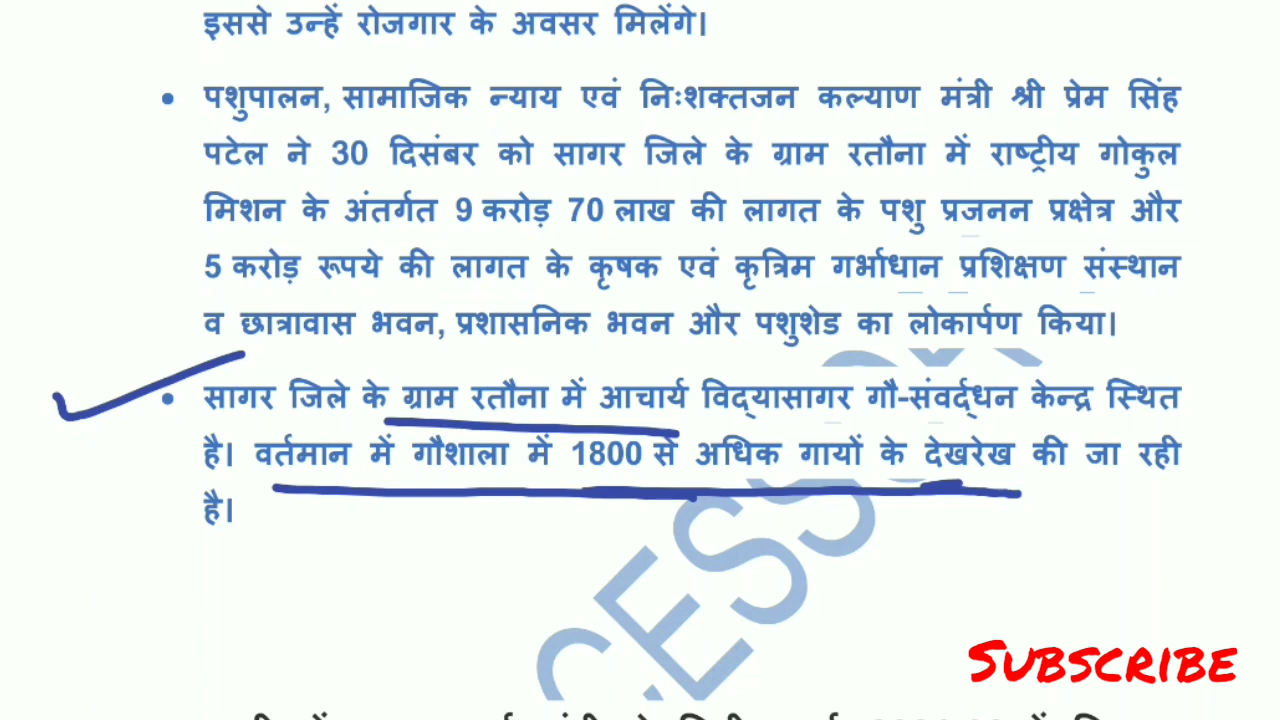 इससे उन्हें रोजगार के अवसर मिलेंगे।
• पशुपालन, सामाजिक न्याय एवं निःशक्तजन कल्याण मंत्री श्री प्रेम सिंह
पटेल ने 30 दिसंबर को सागर जिले के ग्राम रतौना में राष्ट्रीय गोकुल
मिशन के अंतर्गत 9 करोड़ 70 लाख की लागत के पशु प्रजनन प्रक्षेत्र और
5 करोड़ रूपये की लागत के कृषक एवं कृत्रिम गर्भाधान प्रशिक्षण संस्थान
व छात्रावास भवन, प्रशासनिक भवन और पशुशेड का लोकार्पण किया।
• सागर जिले के ग्राम रतौना में आचार्य विद्यासागर गौ-संवर्द्धन केन्द्र स्थित
है। वर्तमान में गौशाला में 1800 से अधिक गायों के देखरेख की जा रही
है।
CESS
SUBSCRIBE